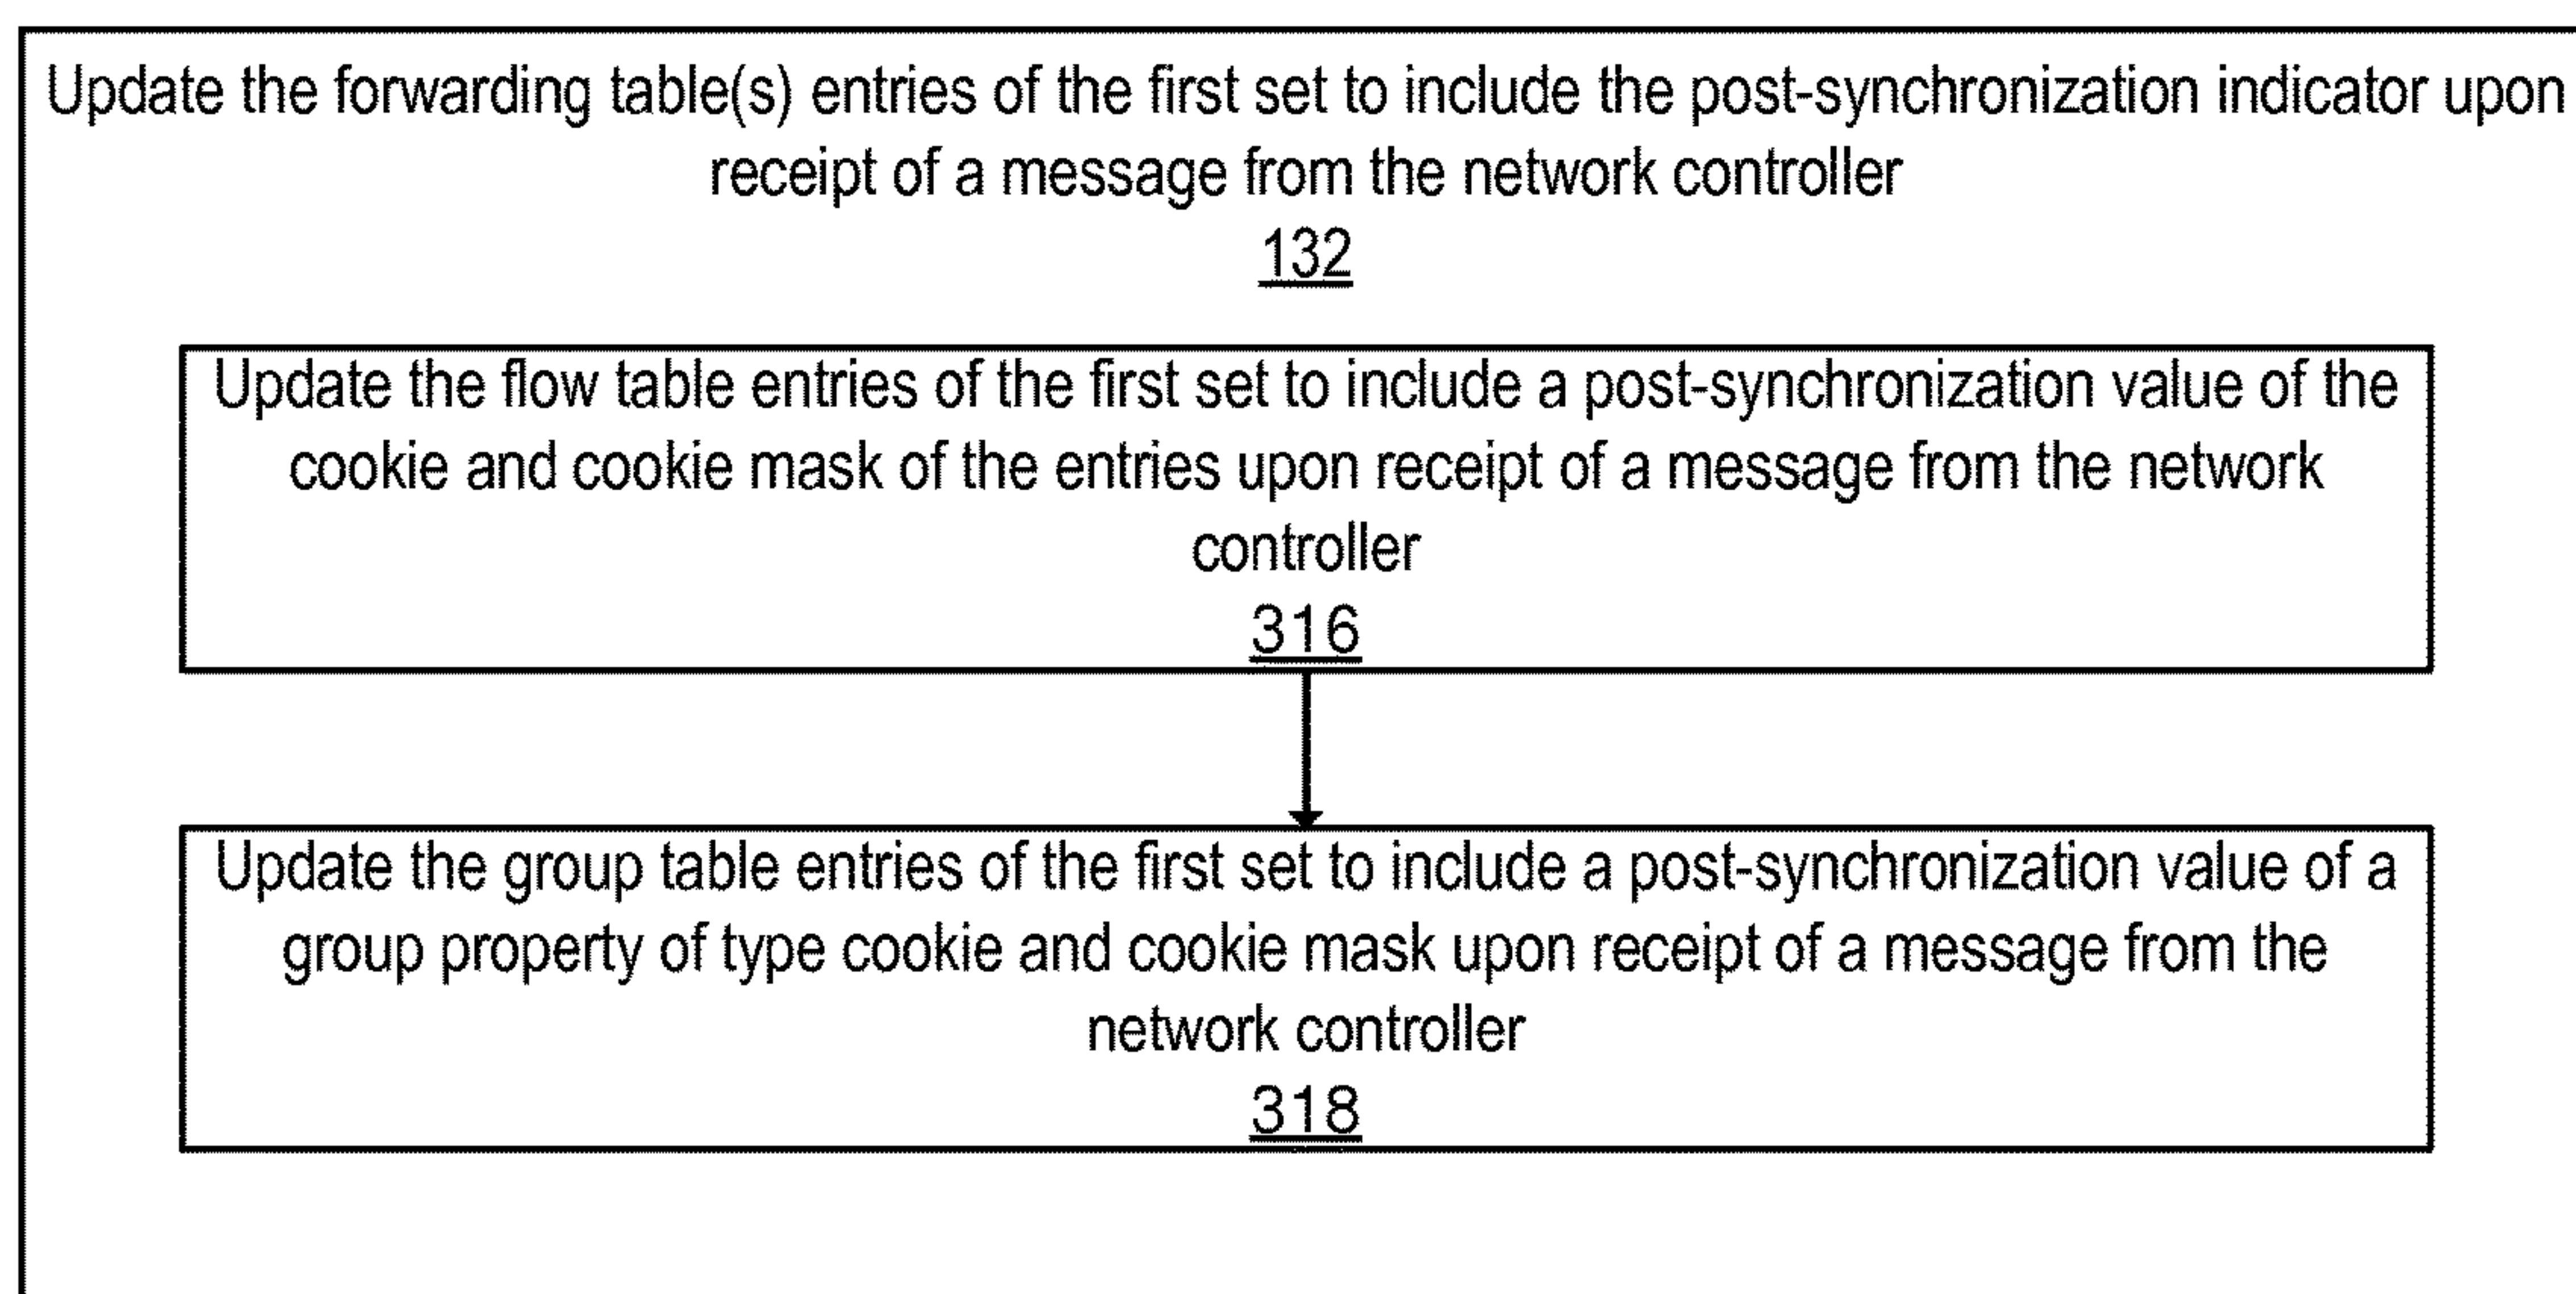 Update the forwarding table(s) entries of the first set to include the post-synchronization indicator upon
receipt of a message from the network controller
132
Update the flow table entries of the first set to include a post-synchronization value of the
cookie and cookie mask of the entries upon receipt of a message from the network
controller
316
Update the group table entries of the first set to include a post-synchronization value of a
group property of type cookie and cookie mask upon receipt of a message from the
network controller
318